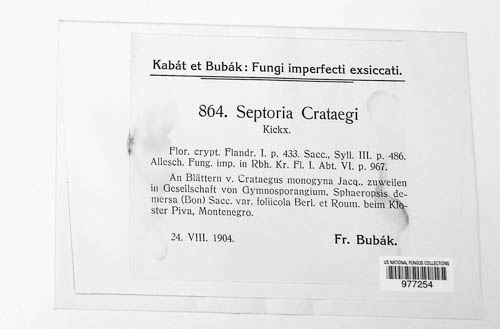 Kabát et Bubák: Fungi imperfecti exsiccati.
864. Septoria Crataegi
Kickx.
Flor. crypt. Flandr. I. p. 433. Sacc., Syll. III. p. 486.
Allesch. Fung. imp. in Rbh. Kr. Fl. I. Abt. VI. p. 967.
An Blättern v. Crataegus monogyna Jacq., zuweilen
in Gesellschaft von Gymnosporangium, Sphaeropsis de-
mersa (Bon) Sacc. var. foliicola Berl. et Roum. beim Klo-
ster Piva, Montenegro.
24. VIII. 1904.
Fr. Bubák.
US NATIONAL FUNGUS COLLECTIONS
977254